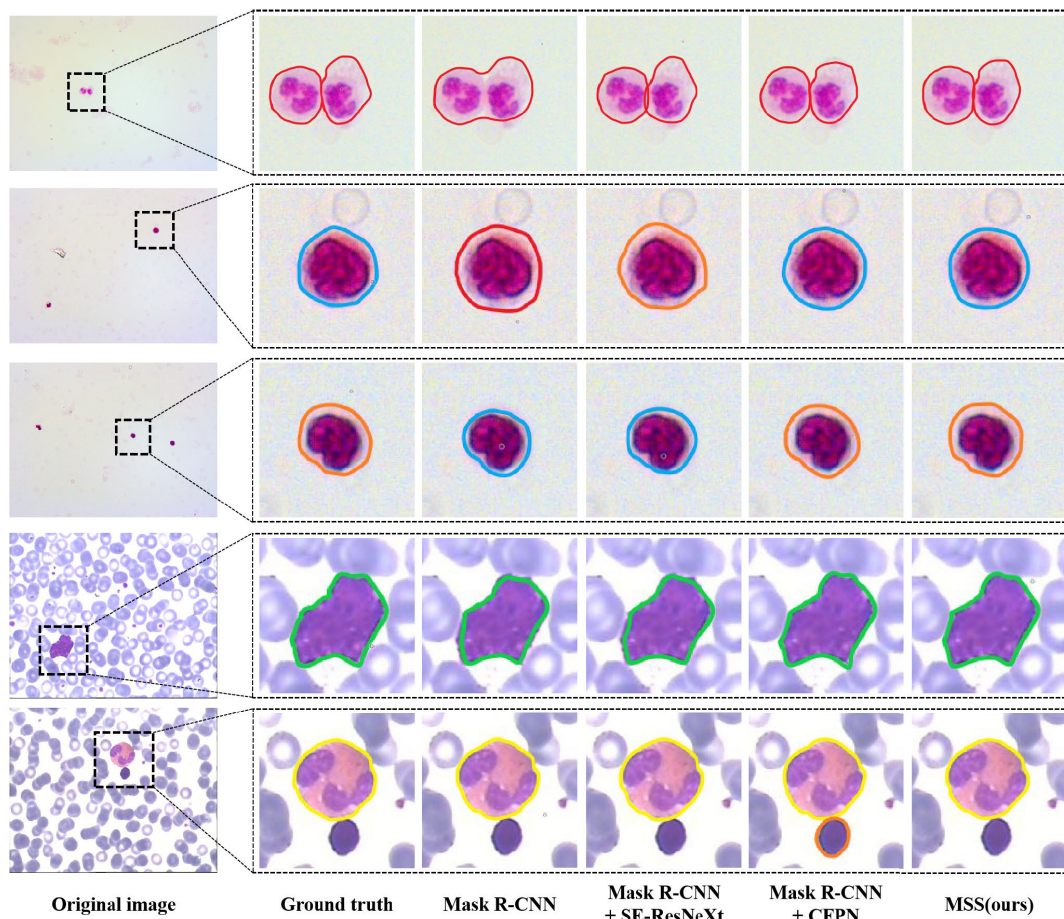 Original image
Ground truth
Mask R-CNN
Mask R-CNN
+ SE-ResNeXt
Mask R-CNN
+ CFPN
MSS(ours)